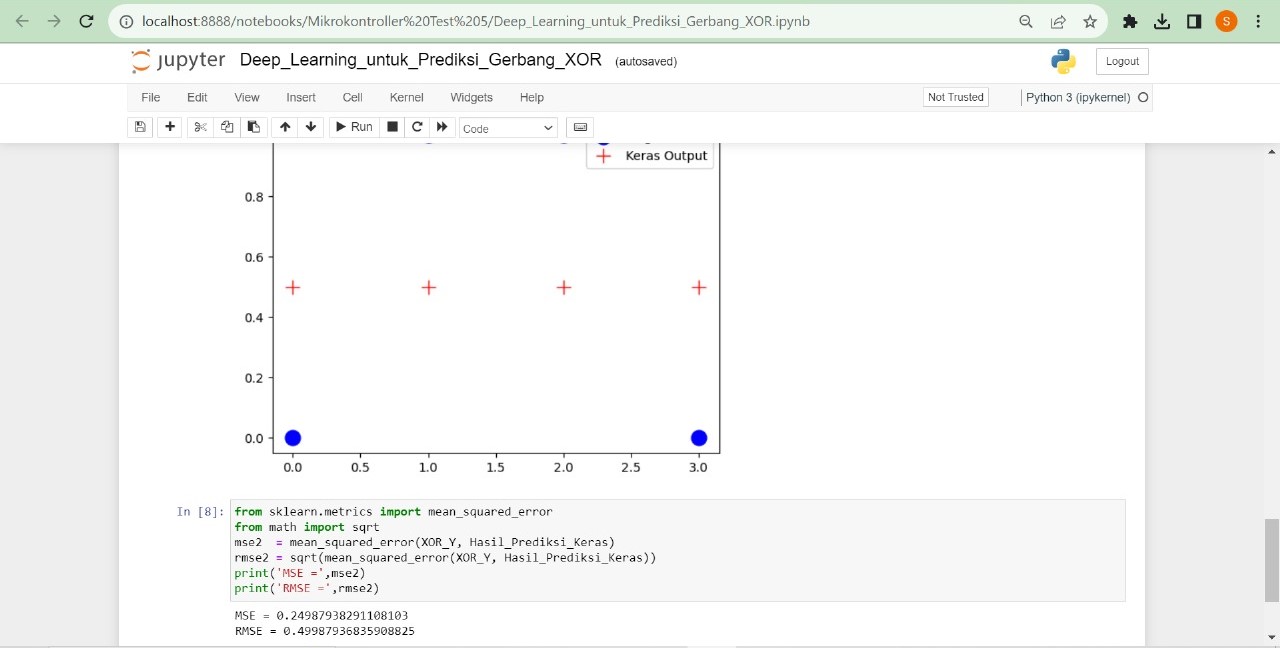 localhost:8888/notebooks/Mikrokontroller%20Test%205/Deep_Learning_untuk_Prediksi_Gerbang_XOR.ipynb
S
jupyter Deep_Learning_untuk_Prediksi_Gerbang_XOR (autosaved)
Logout
File Edit View Insert Cell Kernel Widgets Help
Not Trusted
Python 3 (ipykernel)
Run
Code
Keras Output
0.8
0.6
0.4
0.2
0.0
0.0 0.5 1.0 1.5 2.0 2.5 3.0
In [8]: from sklearn.metrics import mean_squared_error
from math import sqrt
mse2  = mean_squared_error(XOR_Y, Hasil_Prediksi_Keras)
rmse2 = sqrt(mean_squared_error(XOR_Y, Hasil_Prediksi_Keras))
print('MSE =',mse2)
print('RMSE =',rmse2)
MSE = 0.24987938291108103
RMSE = 0.49987936835908825